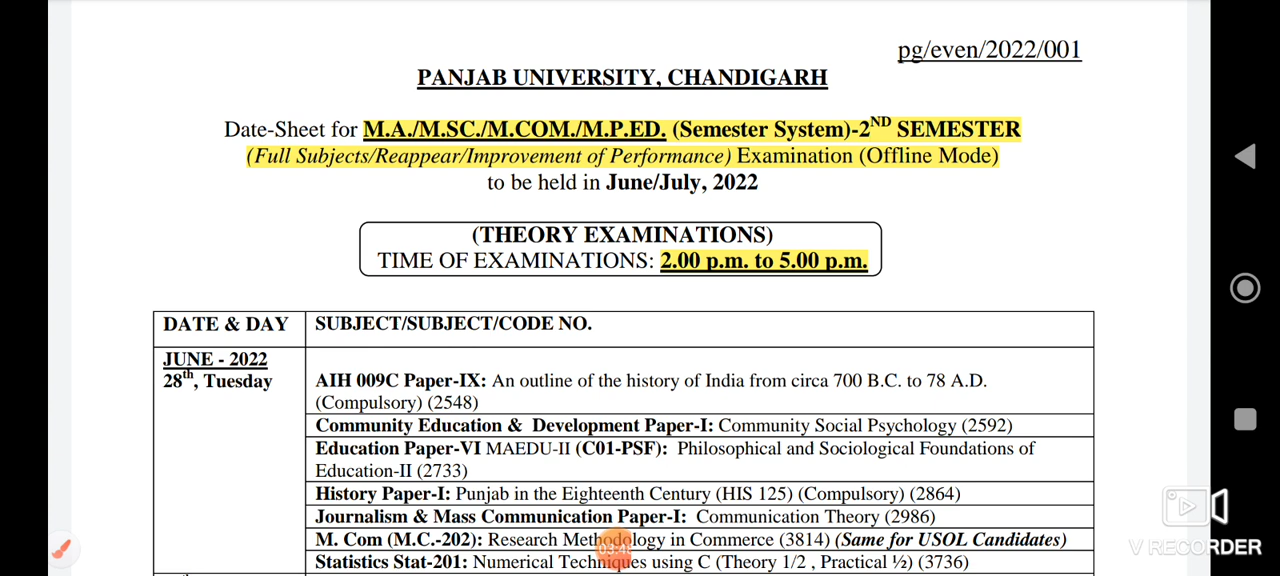 pg/even/2022/001
PANJAB UNIVERSITY, CHANDIGARH
Date-Sheet for M.A./M.SC./M.COM./M.P.ED. (Semester System)-2ND SEMESTER
(Full Subjects/Reappear/Improvement of Performance) Examination (Offline Mode)
to be held in June/July, 2022
(THEORY EXAMINATIONS)
TIME OF EXAMINATIONS: 2.00 p.m. to 5.00 p.m.
DATE & DAY SUBJECT/SUBJECT/CODE NO.
JUNE - 2022
28th, Tuesday AIH 009C Paper-IX: An outline of the history of India from circa 700 B.C. to 78 A.D.
(Compulsory) (2548)
Community Education & Development Paper-I: Community Social Psychology (2592)
Education Paper-VI MAEDU-II (C01-PSF): Philosophical and Sociological Foundations of
Education-II (2733)
History Paper-I: Punjab in the Eighteenth Century (HIS 125) (Compulsory) (2864)
Journalism & Mass Communication Paper-I: Communication Theory (2986)
M. Com (M.C.-202): Research Methodology in Commerce (3814) (Same for USOL Candidates)
Statistics Stat-201: Numerical Techniques using C (Theory 1/2 , Practical ½) (3736)
03:48
V RECORDER